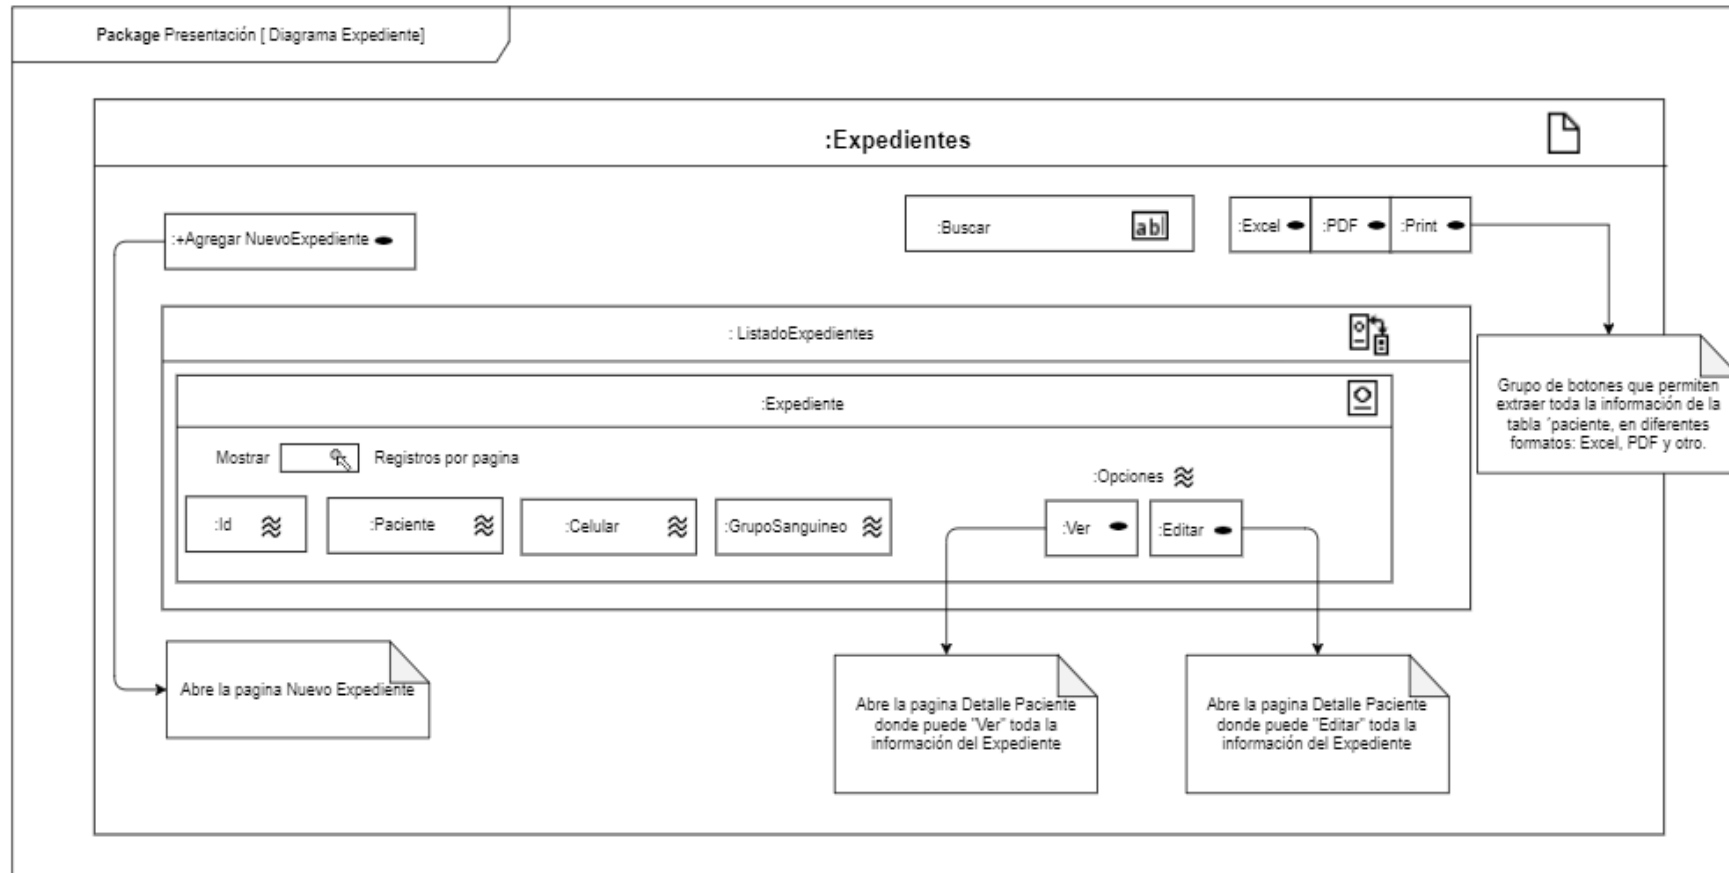 Package Presentación [ Diagrama Expediente]
:Expedientes
:+Agregar NuevoExpediente
:Buscar
ab
:Excel
:PDF
:Print
: ListadoExpedientes
:Expediente
Mostrar
Registros por pagina
:Opciones
:Id
:Paciente
:Celular
:GrupoSanguineo
:Ver
:Editar
Grupo de botones que permiten
extraer toda la información de la
tabla ´paciente, en diferentes
formatos: Excel, PDF y otro.
Abre la pagina Nuevo Expediente
Abre la pagina Detalle Paciente
donde puede "Ver" toda la
información del Expediente
Abre la pagina Detalle Paciente
donde puede "Editar" toda la
información del Expediente